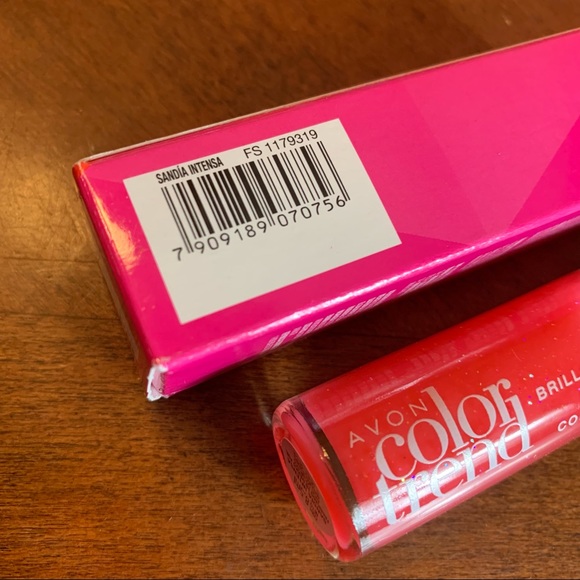 SANDÍA INTENSA FS 1179319
7 909189 070756
AVON
color
trend
BRILL
CO